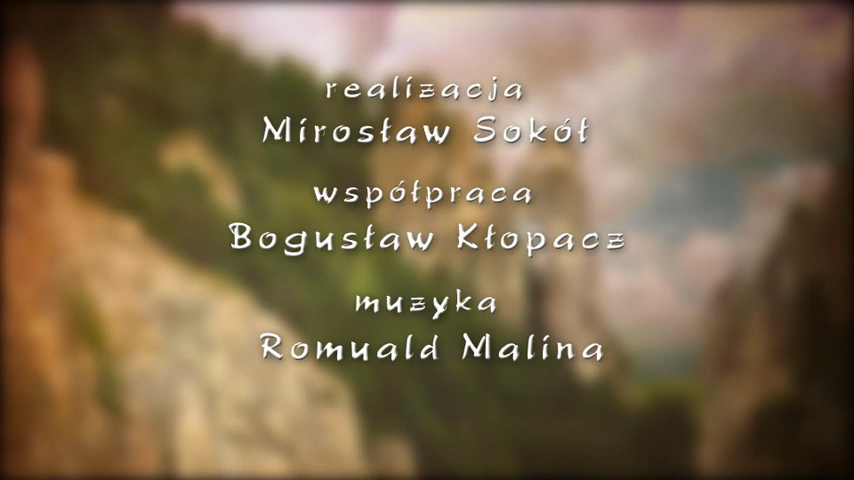 realizacja
Mirosław Sokół
współpraca
Bogusław Kłopacz
muzyka
Romuald Malina